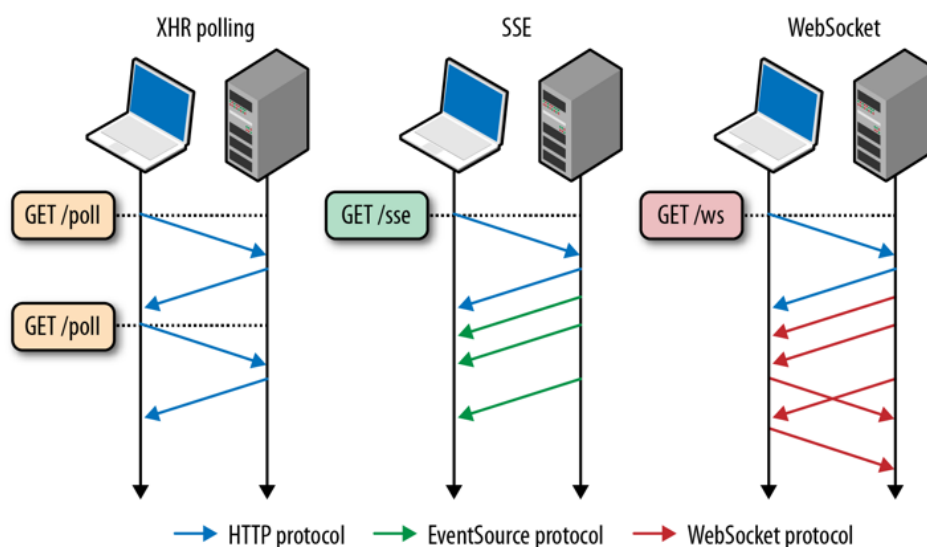 XHR polling
SSE
WebSocket
GET /poll
GET /sse
GET /ws
GET /poll
HTTP protocol
EventSource protocol
WebSocket protocol